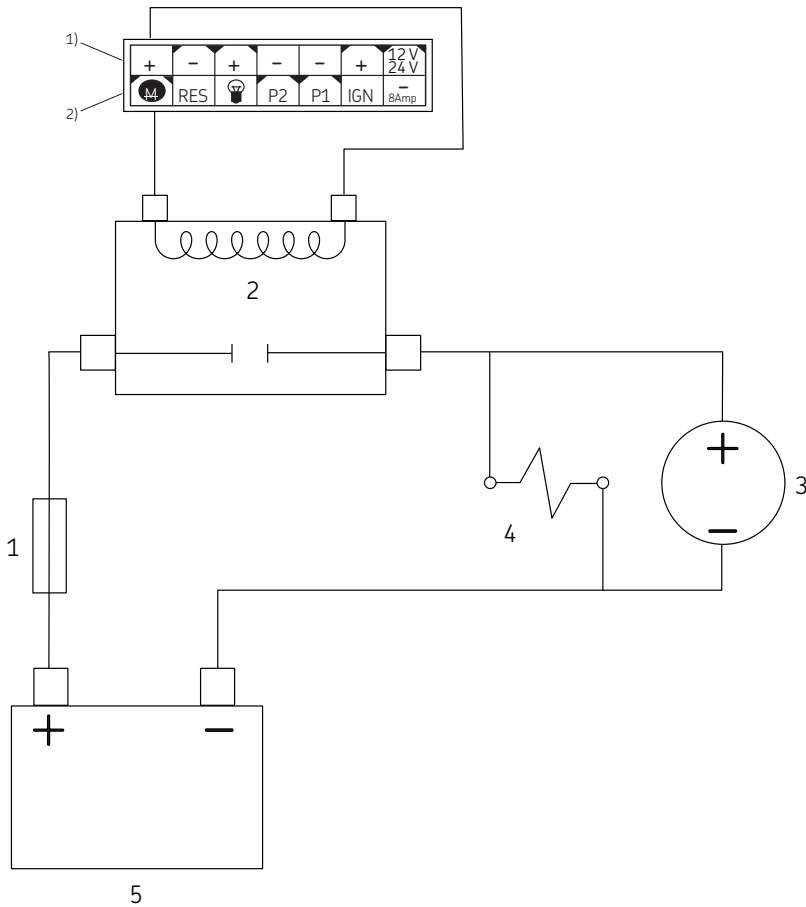 1)
+ − + − − + 12 V
24 V
2)
M RES P2 P1 IGN −
8Amp
2
+
3
−
4
1
+ −
5